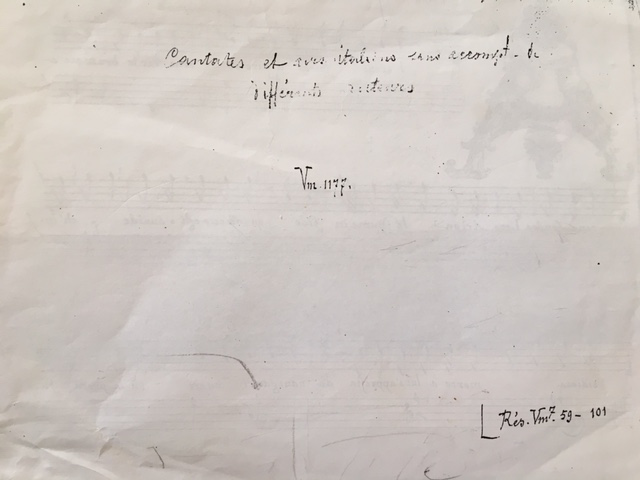 Cantates et airs italiens sans accompt. de
différents auteurs
Vm. 1177.
Rés. Vm7. 59 - 101